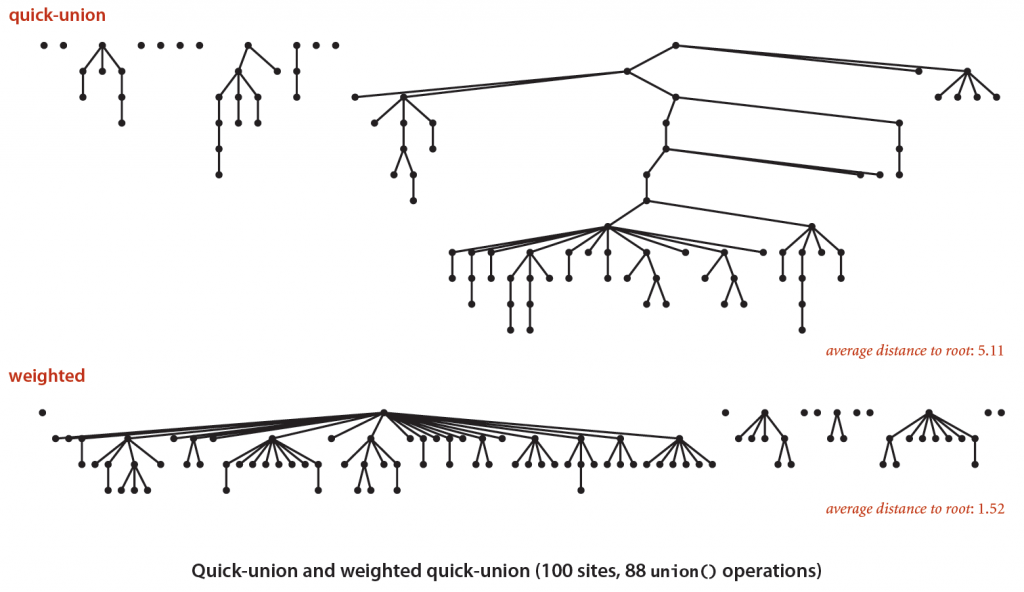 quick-union
average distance to root: 5.11
weighted
average distance to root: 1.52
Quick-union and weighted quick-union (100 sites, 88 union() operations)